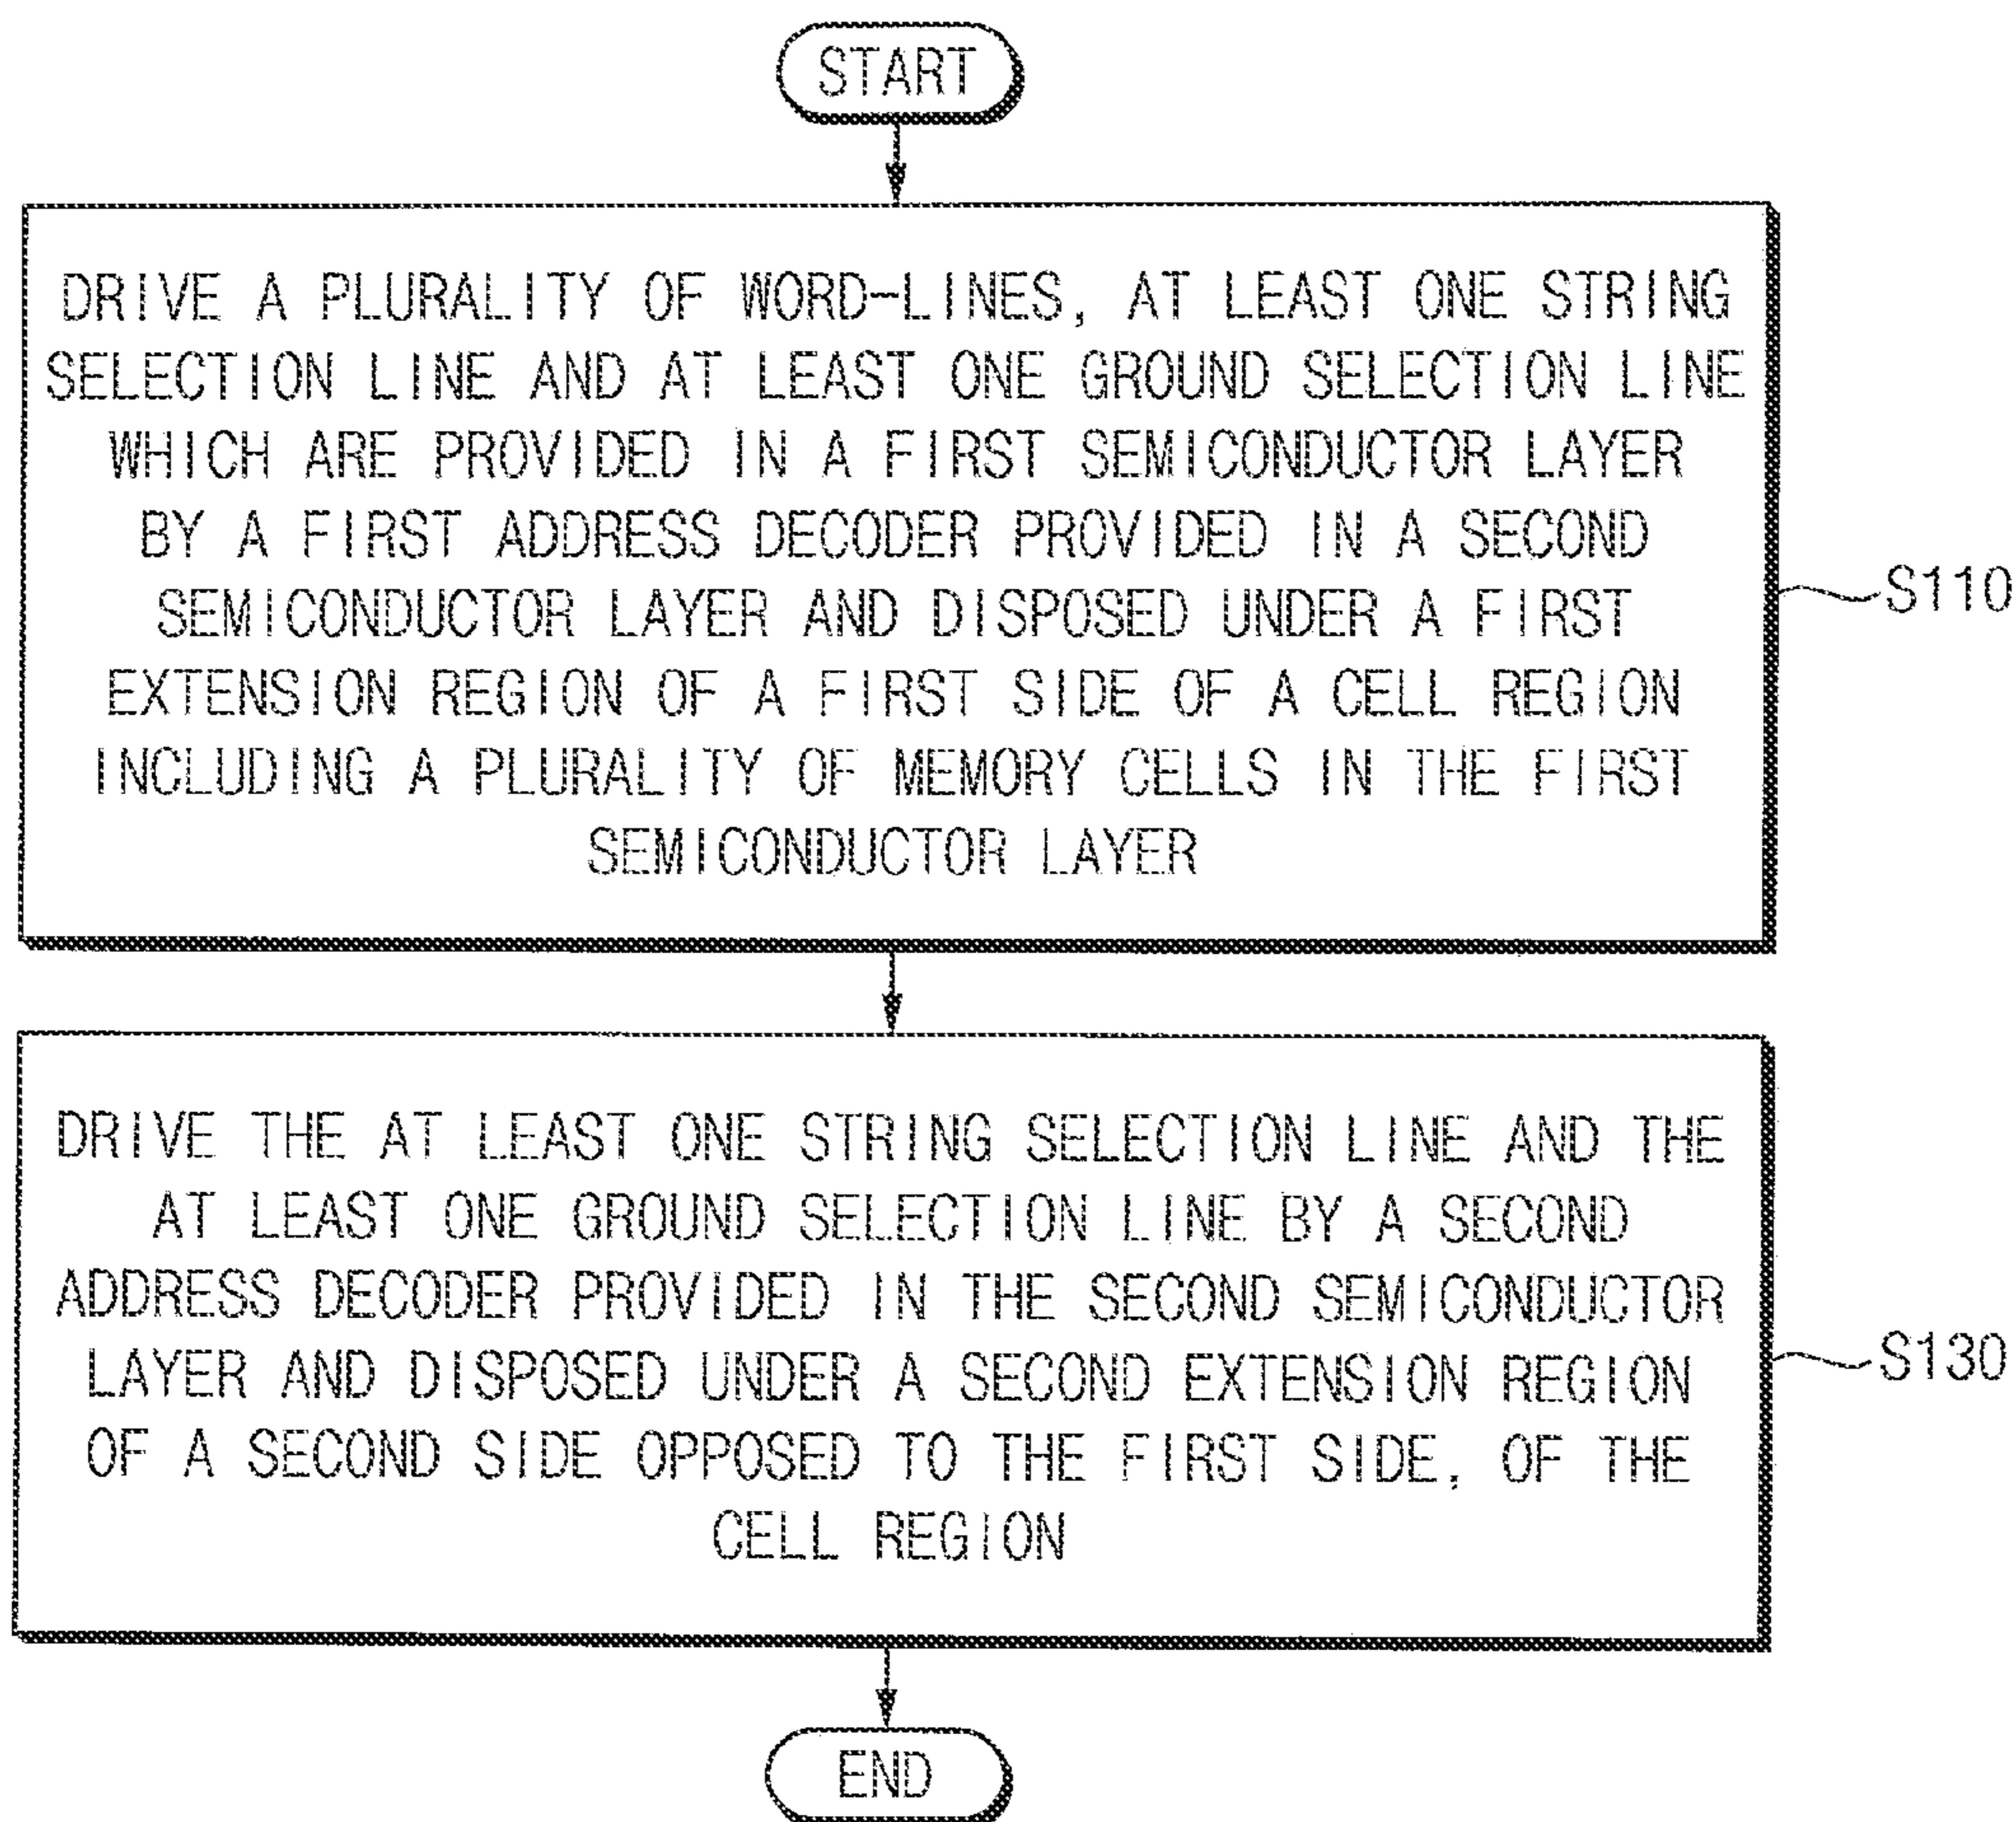 START
DRIVE A PLURALITY OF WORD-LINES, AT LEAST ONE STRING
SELECTION LINE AND AT LEAST ONE GROUND SELECTION LINE
WHICH ARE PROVIDED IN A FIRST SEMICONDUCTOR LAYER
BY A FIRST ADDRESS DECODER PROVIDED IN A SECOND
SEMICONDUCTOR LAYER AND DISPOSED UNDER A FIRST
EXTENSION REGION OF A FIRST SIDE OF A CELL REGION
INCLUDING A PLURALITY OF MEMORY CELLS IN THE FIRST
SEMICONDUCTOR LAYER
S110
DRIVE THE AT LEAST ONE STRING SELECTION LINE AND THE
AT LEAST ONE GROUND SELECTION LINE BY A SECOND
ADDRESS DECODER PROVIDED IN THE SECOND SEMICONDUCTOR
LAYER AND DISPOSED UNDER A SECOND EXTENSION REGION
OF A SECOND SIDE OPPOSED TO THE FIRST SIDE, OF THE
CELL REGION
S130
END